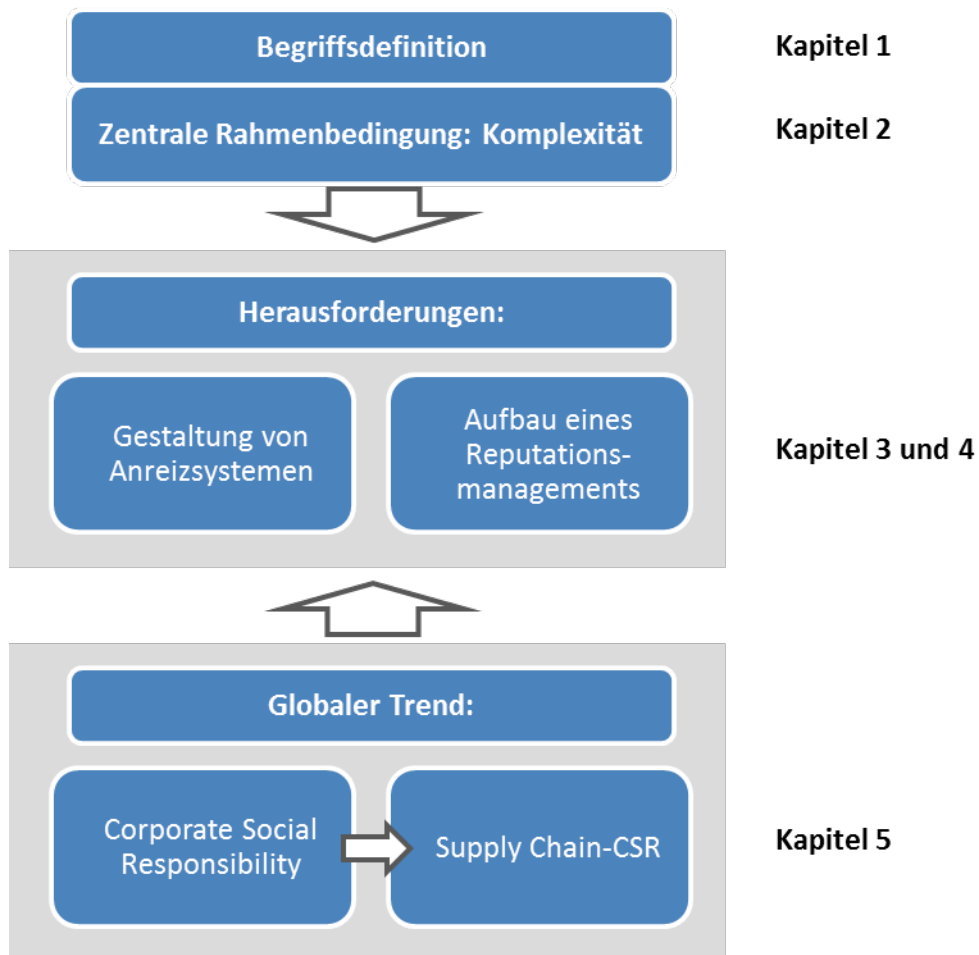 Begriffsdefinition
Kapitel 1
Zentrale Rahmenbedingung: Komplexität
Kapitel 2
Herausforderungen:
Gestaltung von
Anreizsystemen
Aufbau eines
Reputations-
managements
Kapitel 3 und 4
Globaler Trend:
Corporate Social
Responsibility
Supply Chain-CSR
Kapitel 5